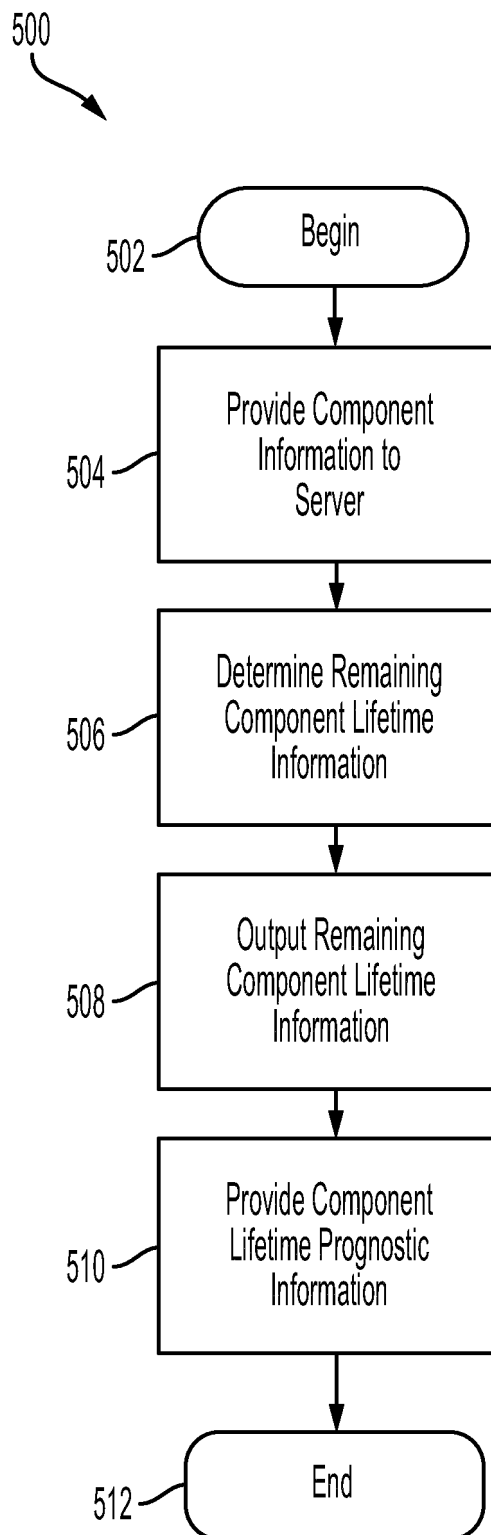 500
502
Begin
504
Provide Component
Information to
Server
506
Determine Remaining
Component Lifetime
Information
508
Output Remaining
Component Lifetime
Information
510
Provide Component
Lifetime Prognostic
Information
512
End